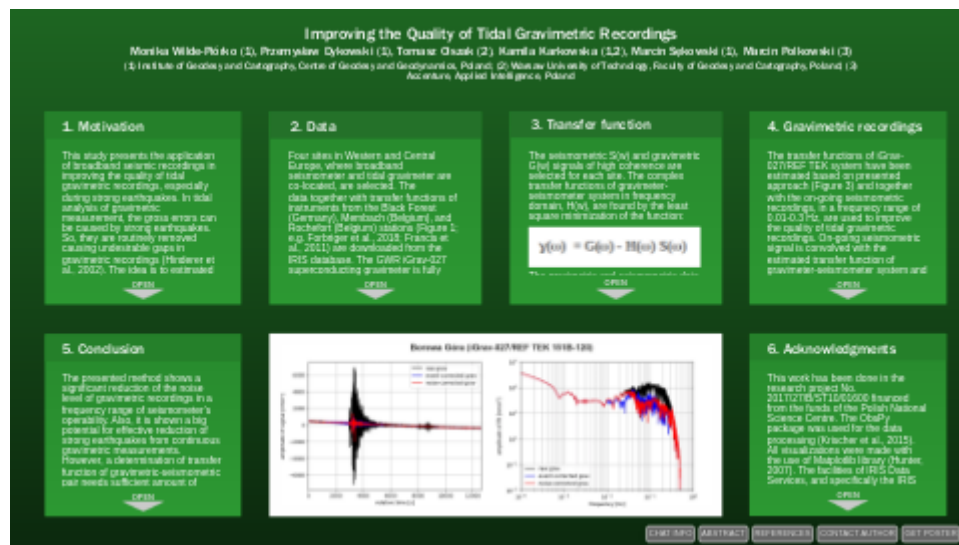 Improving the Quality of Tidal Gravimetric Recordings
Monika Wilde-Piórko (1), Przemysław Dykowski (1), Tomasz Olszak (2), Kamila Karkowska (1,2), Marcin Sękowski (1), Marcin Polkowski (3)
(1) Institute of Geodesy and Cartography, Centre of Geodesy and Geodynamics, Poland; (2) Warsaw University of Technology, Faculty of Geodesy and Cartography, Poland; (3)
Accenture, Applied Intelligence, Poland
1. Motivation
This study presents the application
of broadband seismic recordings in
improving the quality of tidal
gravimetric recordings, especially
during strong earthquakes. In tidal
analysis of gravimetric
measurement, the gross errors can
be caused by strong earthquakes.
So, they are routinely removed
causing undesirable gaps in
gravimetric recordings (Hinderer et
al., 2002). The idea is to estimated
OPEN
2. Data
Four sites in Western and Central
Europe, where broadband
seismometer and tidal gravimeter are
co-located, are selected. The
data together with transfer functions of
instruments from the Black Forest
(Germany), Membach (Belgium), and
Rochefort (Belgium) stations (Figure 1;
e.g. Forbriger et al., 2018; Francis et
al., 2011) are downloaded from the
IRIS database. The GWR iGrav-027
superconducting gravimeter is fully
OPEN
3. Transfer function
The seismometric S(w) and gravimetric
G(w) signals of high coherence are
selected for each site. The complex
transfer functions of gravimeter-
seismometer system in frequency
domain, H(w), are found by the least
square minimization of the function:
γ(ω) = G(ω) - H(ω) S(ω)
The gravimetric and seismometric data
OPEN
4. Gravimetric recordings
The transfer functions of iGrav-
027/REF TEK system have been
estimated based on presented
approach (Figure 3) and together
with the on-going seismometric
recordings, in a frequency range of
0.01-0.3 Hz, are used to improve
the quality of tidal gravimetric
recordings. On-going seismometric
signal is convolved with the
estimated transfer function of
gravimeter-seismometer system and
OPEN
5. Conclusion
The presented method shows a
significant reduction of the noise
level of gravimetric recordings in a
frequency range of seismometer's
operability. Also, it is shown a big
potential for effective reduction of
strong earthquakes from continuous
gravimetric measurements.
However, a determination of transfer
function of gravimetric-seismometric
pair needs sufficient amount of
OPEN
Borowa Góra (iGrav-027/REF TEK 151B-120)
relative time [s]
frequency [Hz]
6. Acknowledgments
This work has been done in the
research project No.
2017/27/B/ST10/01600 financed
from the funds of the Polish National
Science Centre. The ObsPy
package was used for the data
processing (Krischer et al., 2015).
All visualizations were made with
the use of Matplotlib library (Hunter,
2007). The facilities of IRIS Data
Services, and specifically the IRIS
OPEN
CHAT INFO ABSTRACT REFERENCES CONTACT AUTHOR GET POSTER